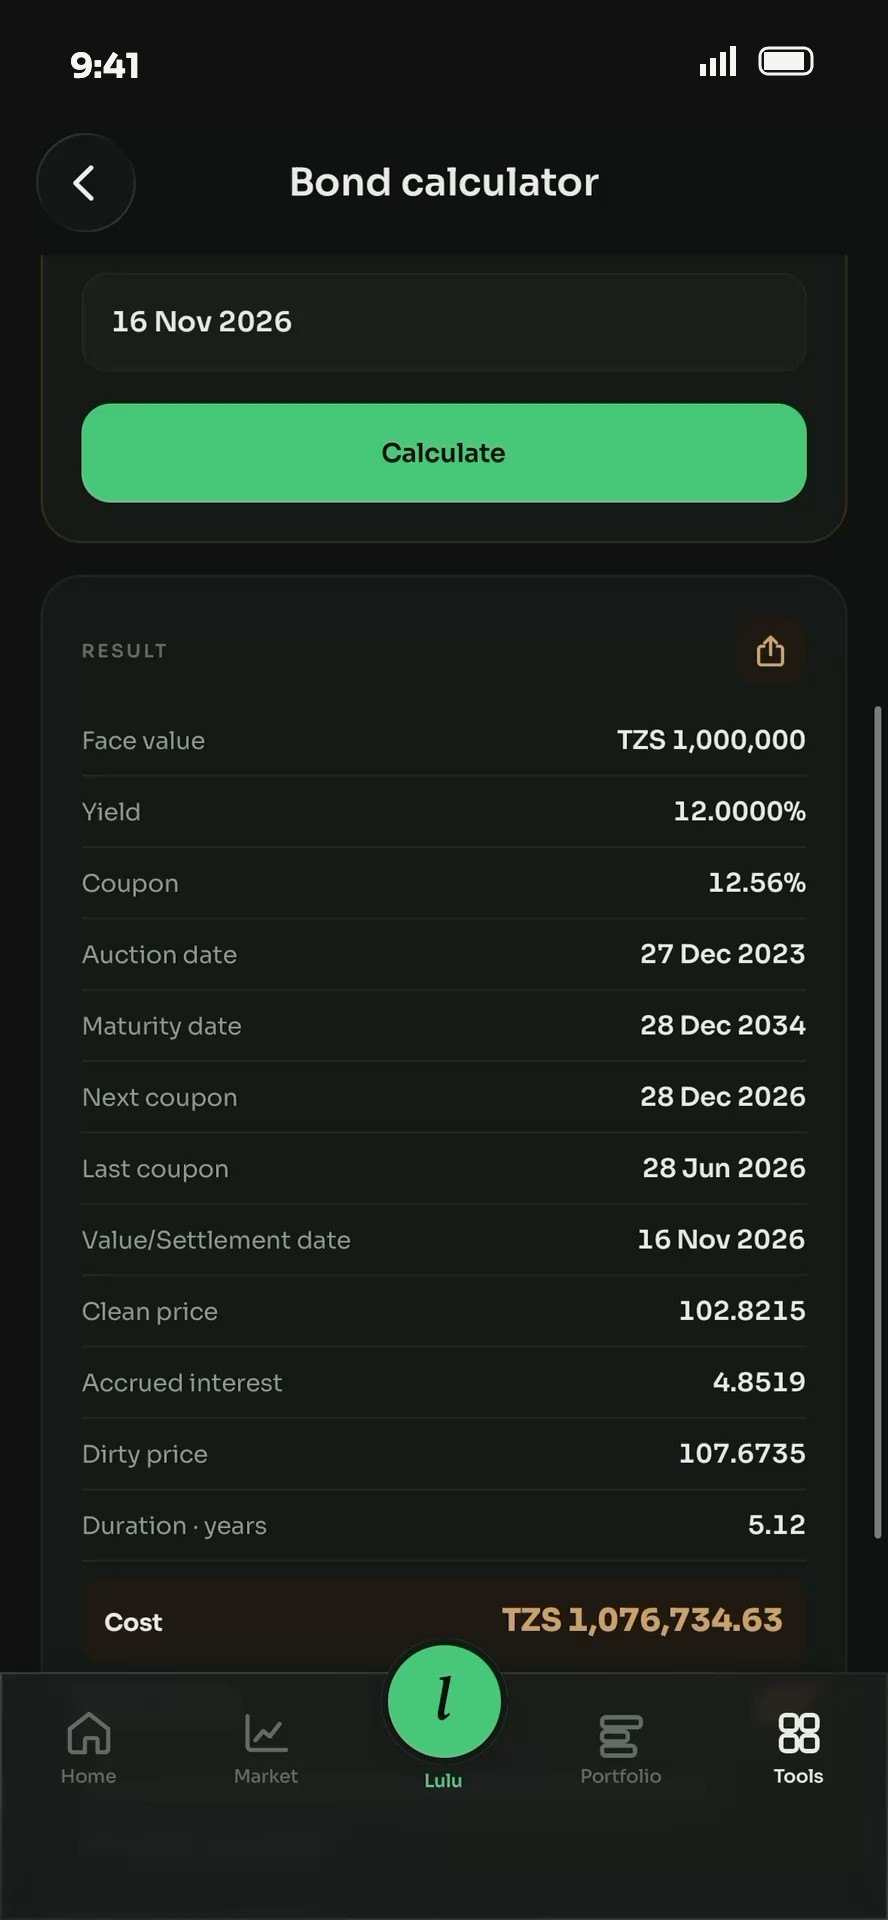 9:41
Bond calculator
16 Nov 2026
Calculate
RESULT
Face value TZS 1,000,000
Yield 12.0000%
Coupon 12.56%
Auction date 27 Dec 2023
Maturity date 28 Dec 2034
Next coupon 28 Dec 2026
Last coupon 28 Jun 2026
Value/Settlement date 16 Nov 2026
Clean price 102.8215
Accrued interest 4.8519
Dirty price 107.6735
Duration · years 5.12
Cost TZS 1,076,734.63
l
Home Market Lulu Portfolio Tools